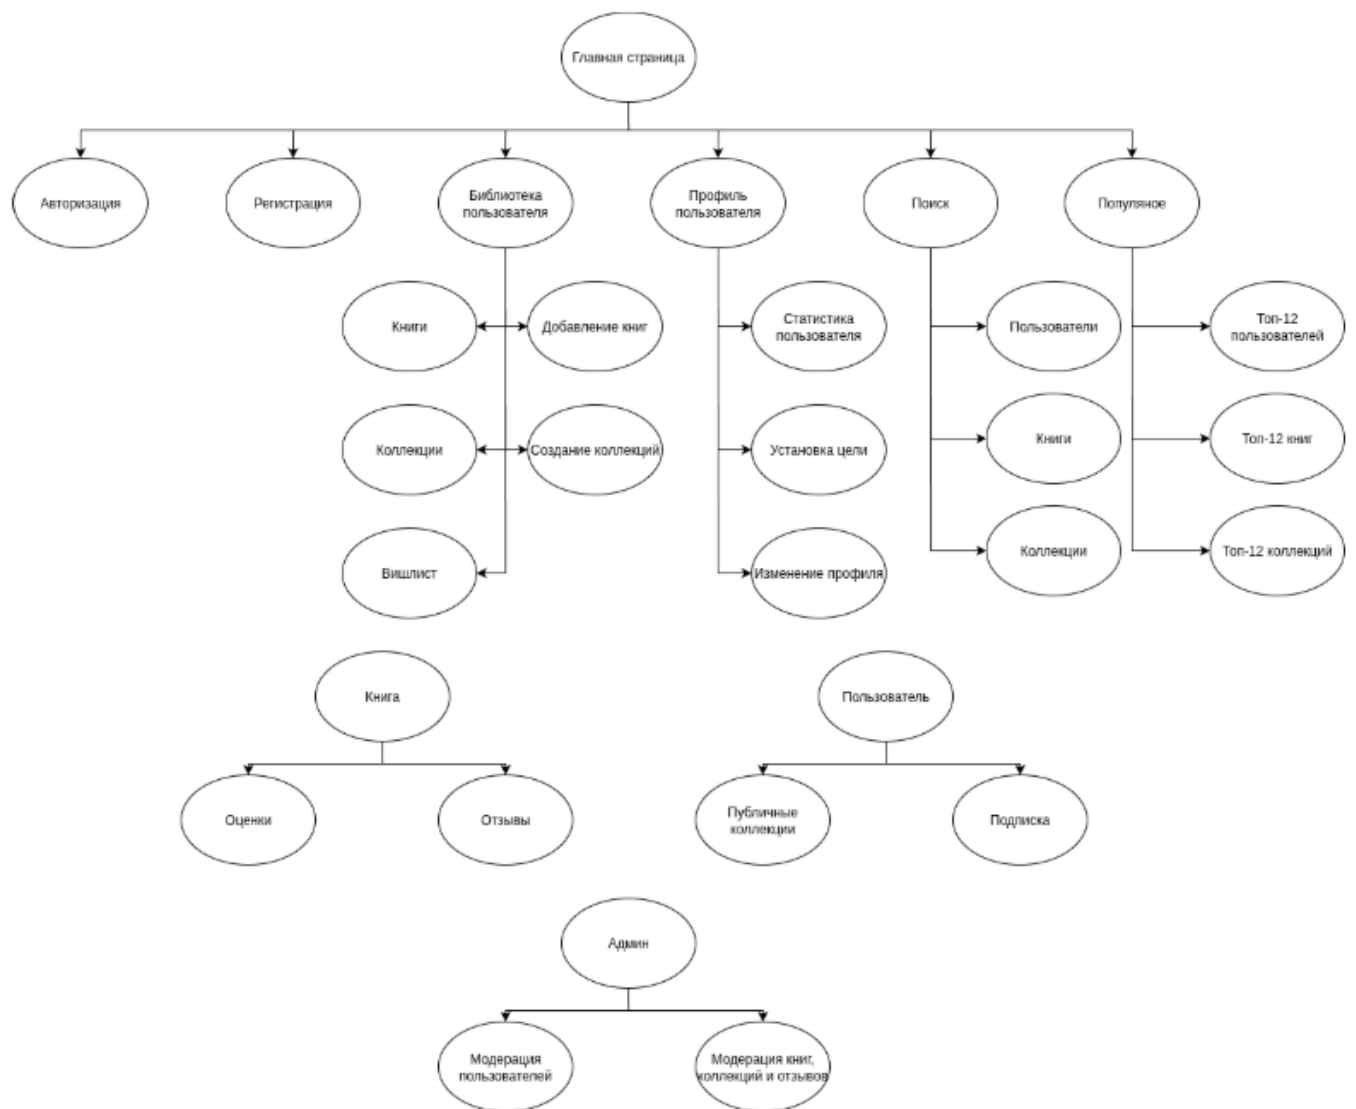 Главная страница
Авторизация
Регистрация
Библиотека
пользователя
Профиль
пользователя
Поиск
Популяное
Книги
Добавление книг
Статистика
пользователя
Пользователи
Топ-12
пользователей
Коллекции
Создание коллекций
Установка цели
Книги
Топ-12 книг
Вишлист
Изменение профиля
Коллекции
Топ-12 коллекций
Книга
Пользователь
Оценки
Отзывы
Публичные
коллекции
Подписка
Админ
Модерация
пользователей
Модерация книг,
коллекций и отзывов